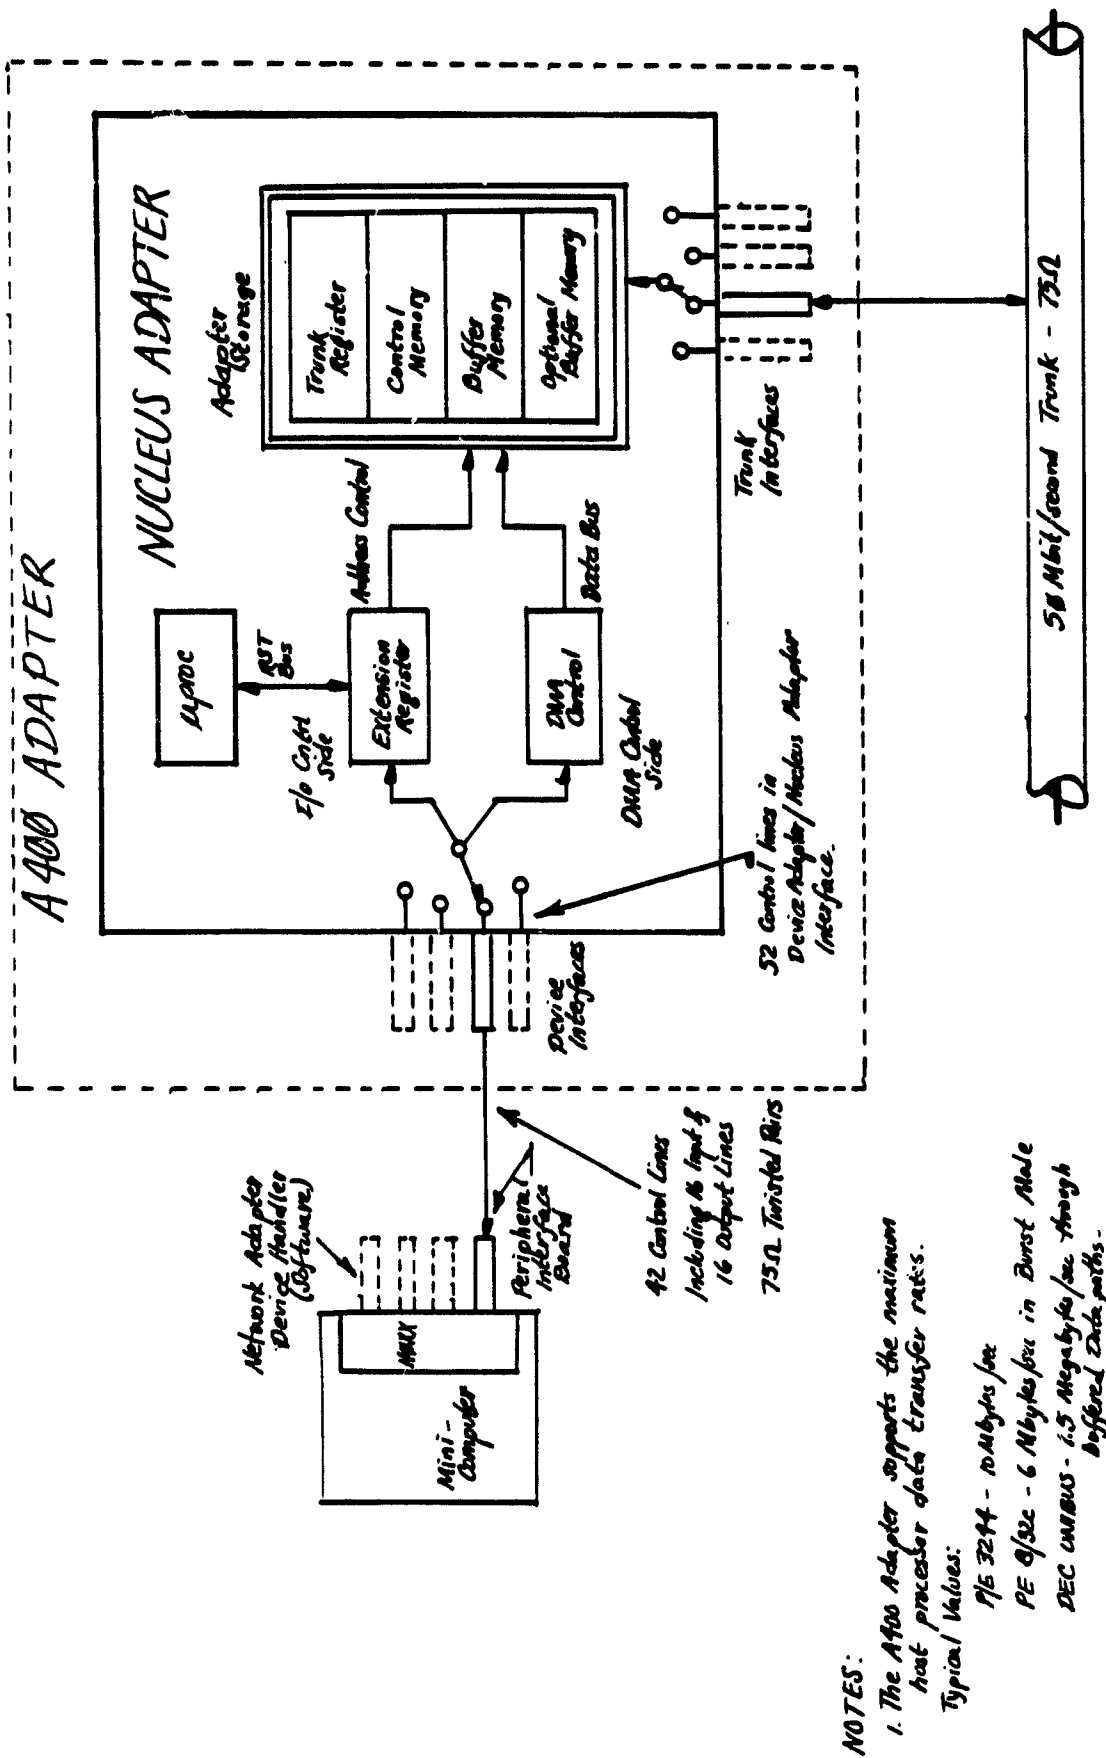 A400 ADAPTER
NUCLEUS ADAPTER
Adapter
Storage
Trunk
Register
Control
Memory
Buffer
Memory
Optional
Buffer Memory
μproc
RST
Bus
I/O Cntrl
Side
Extension
Register
Address Control
DMA
Control
DMA Control
Side
Data Bus
Trunk
Interfaces
52 Control lines in
Device Adapter/Nucleus Adapter
Interface.
Device
Interfaces
Network Adapter
Device Handler
(Software)
Mini-
Computer
Peripheral
Interface
Board
42 Control Lines
Including 16 Input &
16 Output Lines
75Ω Twisted Pairs
50 Mbit/second Trunk - 75Ω
NOTES:
1. The A400 Adapter supports the maximum
host processor data transfer rates.
Typical Values:
P/E 3244 - 10 Mbytes/sec
PE 8/32c - 6 Mbytes/sec in Burst Mode
DEC UNIBUS - 1.5 Megabytes/sec through
buffered Data paths.